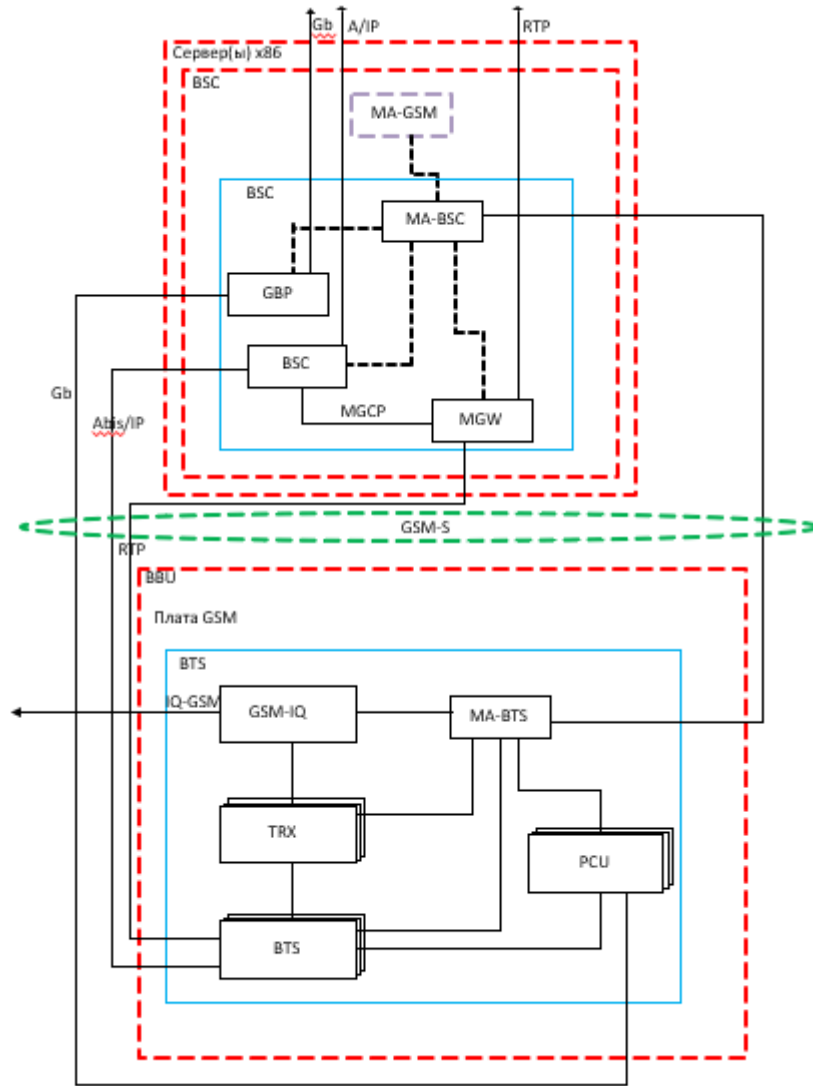 Gb
A/IP
RTP
Сервер(ы) x86
BSC
MA-GSM
BSC
MA-BSC
GBP
BSC
Gb
MGCP
MGW
Abis/IP
GSM-S
RTP
BBU
Плата GSM
BTS
IQ-GSM
GSM-IQ
MA-BTS
TRX
PCU
BTS